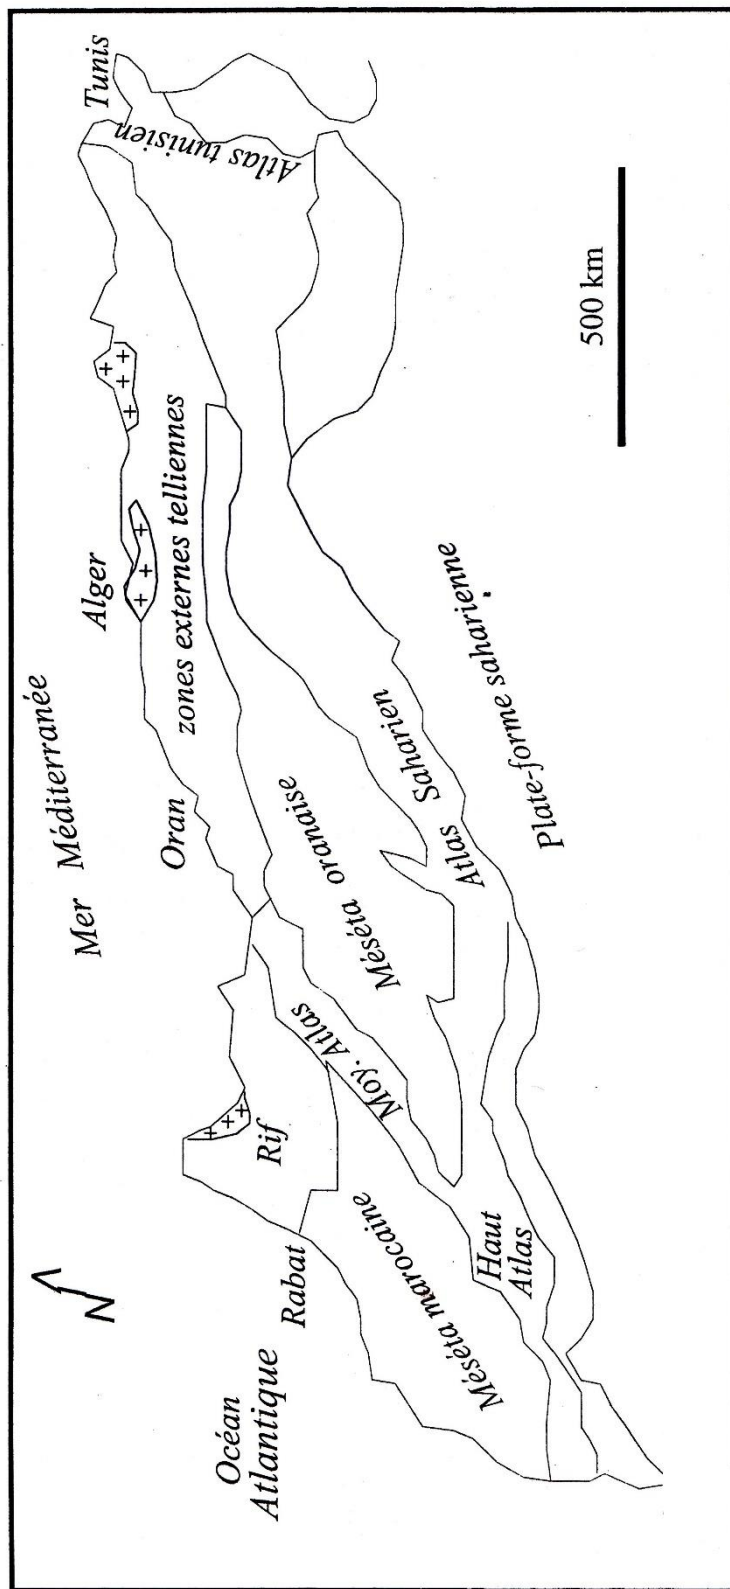 Mer Méditerranée
Tunis
Alger
Atlas tunisien
zones externes telliennes
Oran
Rif
Océan
Atlantique
Rabat
Moy. Atlas
Méséta oranaise
Atlas Saharien
Méséta marocaine
Haut
Atlas
Plate-forme saharienne
500 km
N